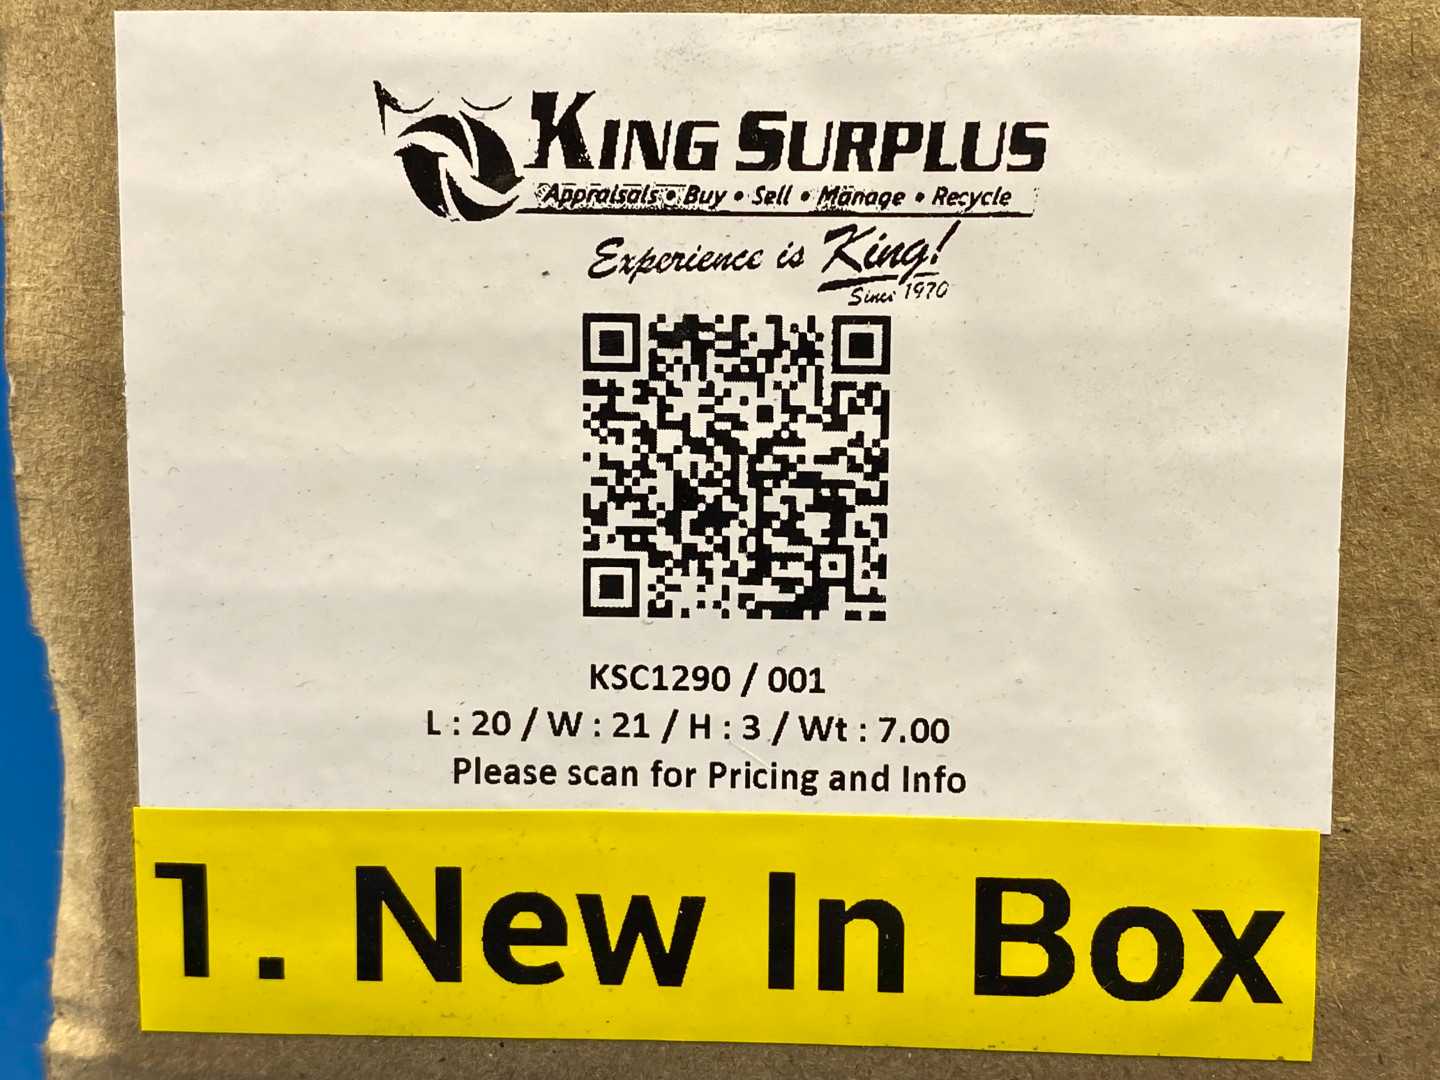 KING SURPLUS
Appraisals • Buy • Sell • Manage • Recycle
Experience is King!
Since 1970
KSC1290 / 001
L : 20 / W : 21 / H : 3 / Wt : 7.00
Please scan for Pricing and Info
1. New In Box